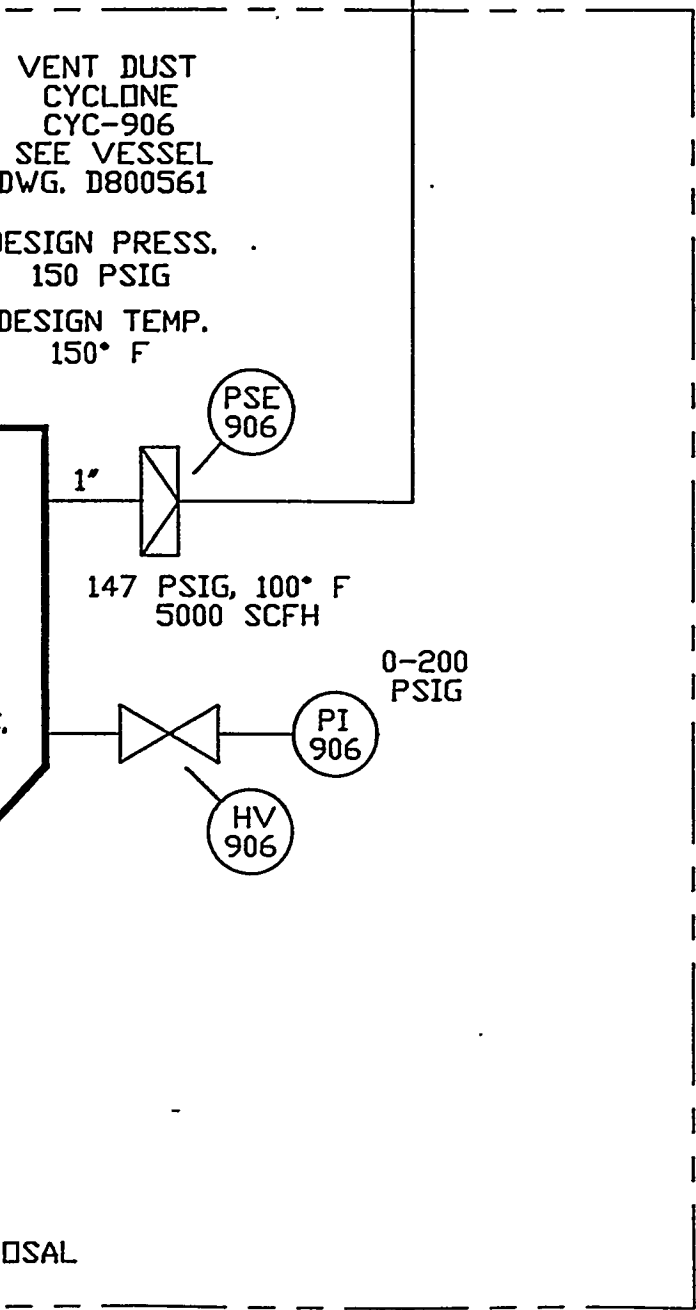 VENT DUST
CYCLONE
CYC-906
SEE VESSEL
DWG. D800561
DESIGN PRESS.
150 PSIG
DESIGN TEMP.
150° F
PSE
906
1"
147 PSIG, 100° F
5000 SCFH
0-200
PSIG
PI
906
HV
906
OSAL